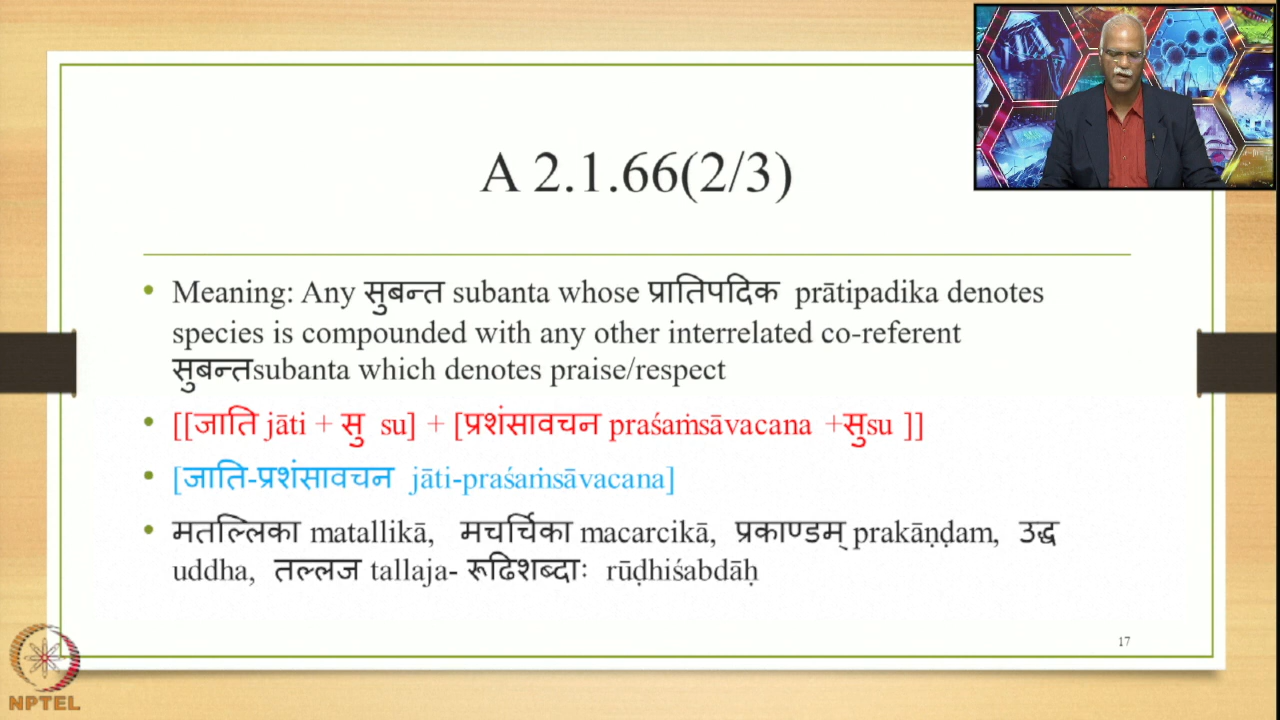 A 2.1.66(2/3)
• Meaning: Any सुबन्त subanta whose प्रातिपदिक prātipadika denotes
species is compounded with any other interrelated co-referent
सुबन्तsubanta which denotes praise/respect
• [[जाति jāti + सु su] + [प्रशंसावचन praśaṁsāvacana +सुsu ]]
• [जाति-प्रशंसावचन jāti-praśaṁsāvacana]
• मतल्लिका matallikā, मचर्चिका macarcikā, प्रकाण्डम् prakāṇḍam, उद्ध
uddha, तल्लज tallaja- रूढिशब्दाः rūḍhiśabdāḥ
17
NPTEL